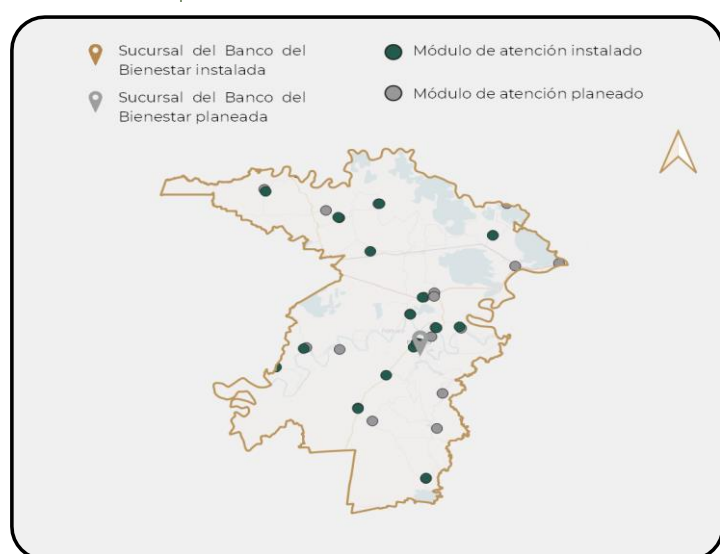 Sucursal del Banco del
Bienestar instalada
Sucursal del Banco del
Bienestar planeada
Módulo de atención instalado
Módulo de atención planeado